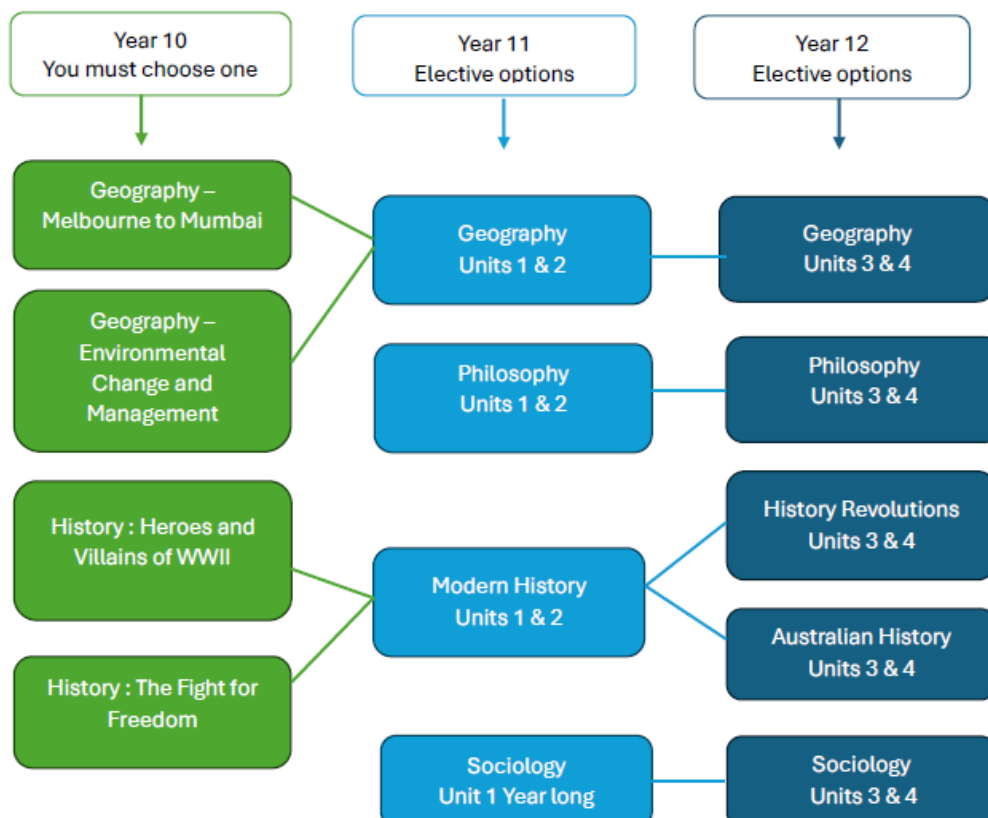 Year 10
You must choose one
Year 11
Elective options
Year 12
Elective options
Geography –
Melbourne to Mumbai
Geography –
Environmental
Change and
Management
History : Heroes and
Villains of WWII
History : The Fight for
Freedom
Geography
Units 1 & 2
Philosophy
Units 1 & 2
Modern History
Units 1 & 2
Sociology
Unit 1 Year long
Geography
Units 3 & 4
Philosophy
Units 3 & 4
History Revolutions
Units 3 & 4
Australian History
Units 3 & 4
Sociology
Units 3 & 4